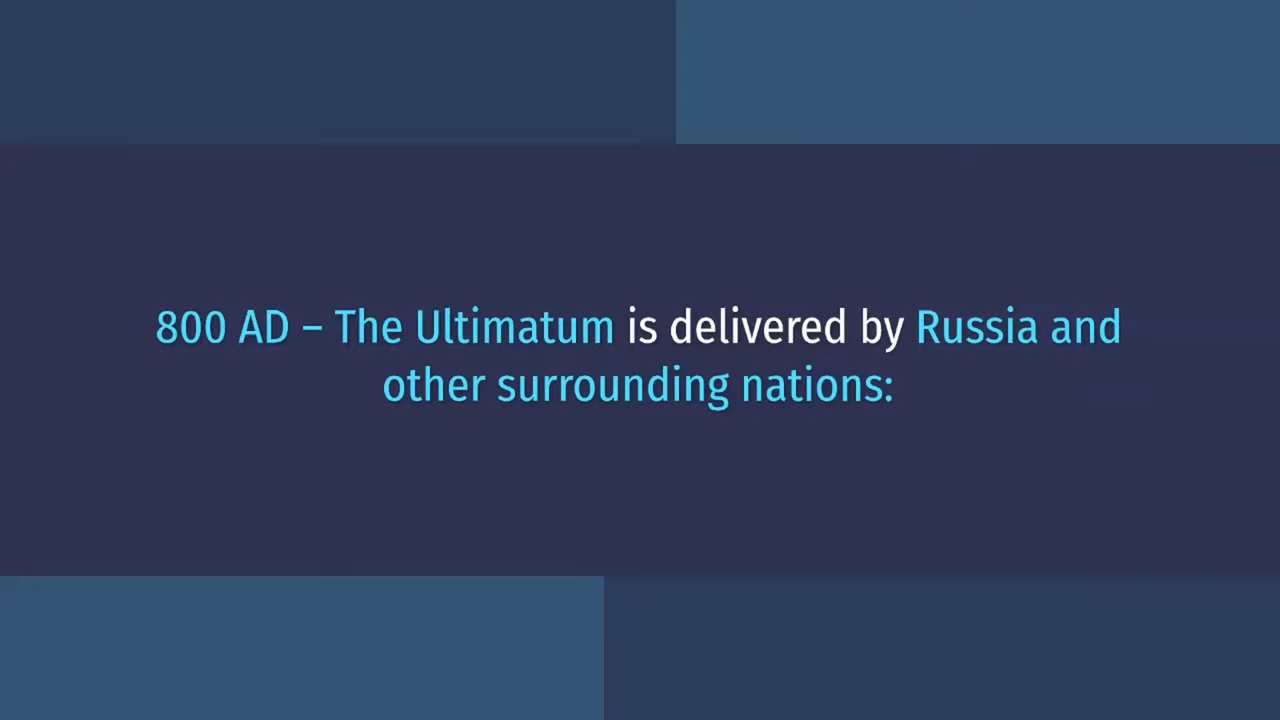 800 AD – The Ultimatum is delivered by Russia and
other surrounding nations: